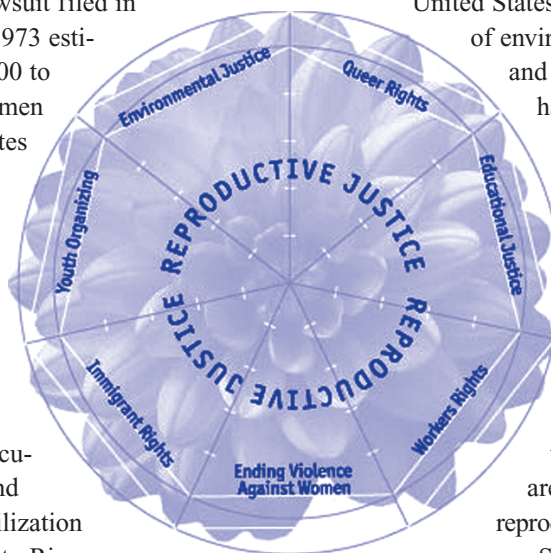 wsuit filed in
973 esti-
00 to
men
tes
cu-
nd
ilization
United States
of envir
and
h
are
reproc
Environmental Justice
Queer Rights
Educational Justice
Workers Rights
Ending Violence
Against Women
Immigrant Rights
Youth Organizing
REPRODUCTIVE JUSTICE
REPRODUCTIVE JUSTICE